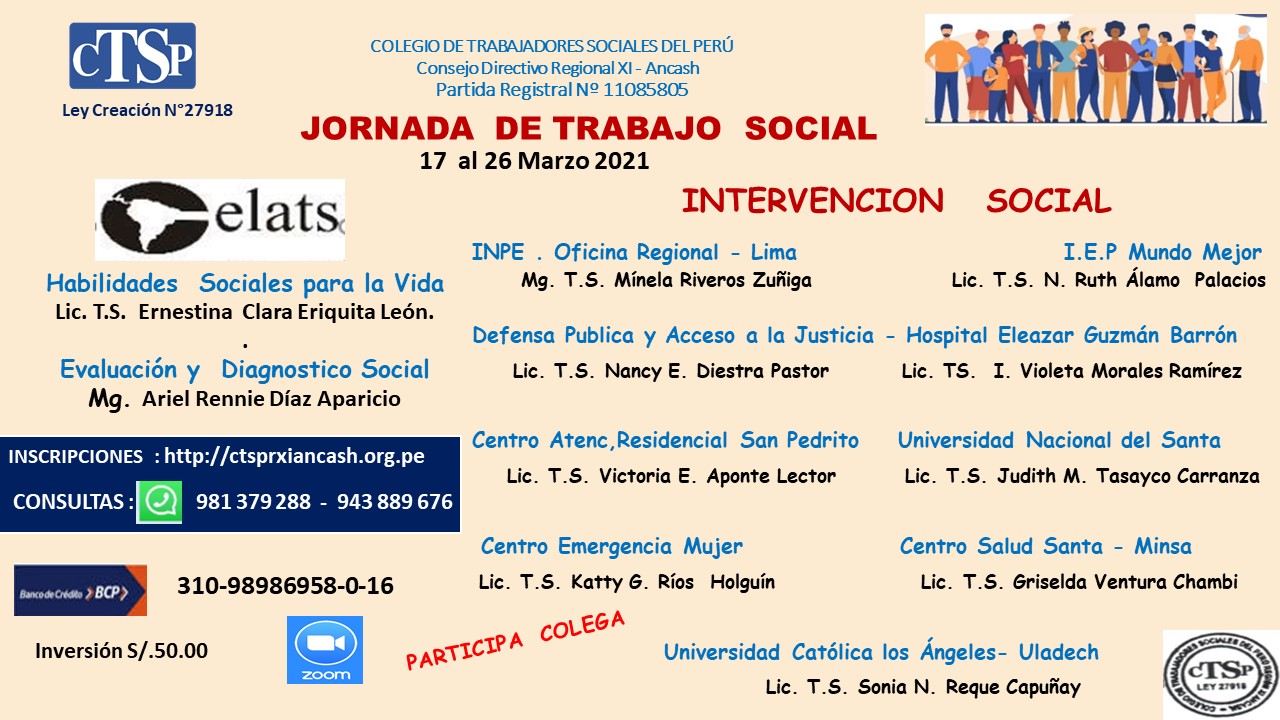 CTSP
Ley Creación N°27918
COLEGIO DE TRABAJADORES SOCIALES DEL PERÚ
Consejo Directivo Regional XI - Ancash
Partida Registral Nº 11085805
JORNADA DE TRABAJO SOCIAL
17 al 26 Marzo 2021
Celats
Habilidades Sociales para la Vida
Lic. T.S. Ernestina Clara Eriquita León.
.
Evaluación y Diagnostico Social
Mg. Ariel Rennie Díaz Aparicio
INSCRIPCIONES : http://ctsprxiancash.org.pe
CONSULTAS : 981 379 288 - 943 889 676
Banco de Crédito BCP
310-98986958-0-16
Inversión S/.50.00
zoom
PARTICIPA COLEGA
INTERVENCION SOCIAL
INPE . Oficina Regional - Lima
Mg. T.S. Mínela Riveros Zuñiga
I.E.P Mundo Mejor
Lic. T.S. N. Ruth Álamo Palacios
Defensa Publica y Acceso a la Justicia - Hospital Eleazar Guzmán Barrón
Lic. T.S. Nancy E. Diestra Pastor
Lic. TS. I. Violeta Morales Ramírez
Centro Atenc,Residencial San Pedrito
Lic. T.S. Victoria E. Aponte Lector
Universidad Nacional del Santa
Lic. T.S. Judith M. Tasayco Carranza
Centro Emergencia Mujer
Lic. T.S. Katty G. Ríos Holguín
Centro Salud Santa - Minsa
Lic. T.S. Griselda Ventura Chambi
Universidad Católica los Ángeles- Uladech
Lic. T.S. Sonia N. Reque Capuñay
COLEGIO DE TRABAJADORES SOCIALES DEL PERÚ
CTSP
LEY 27918